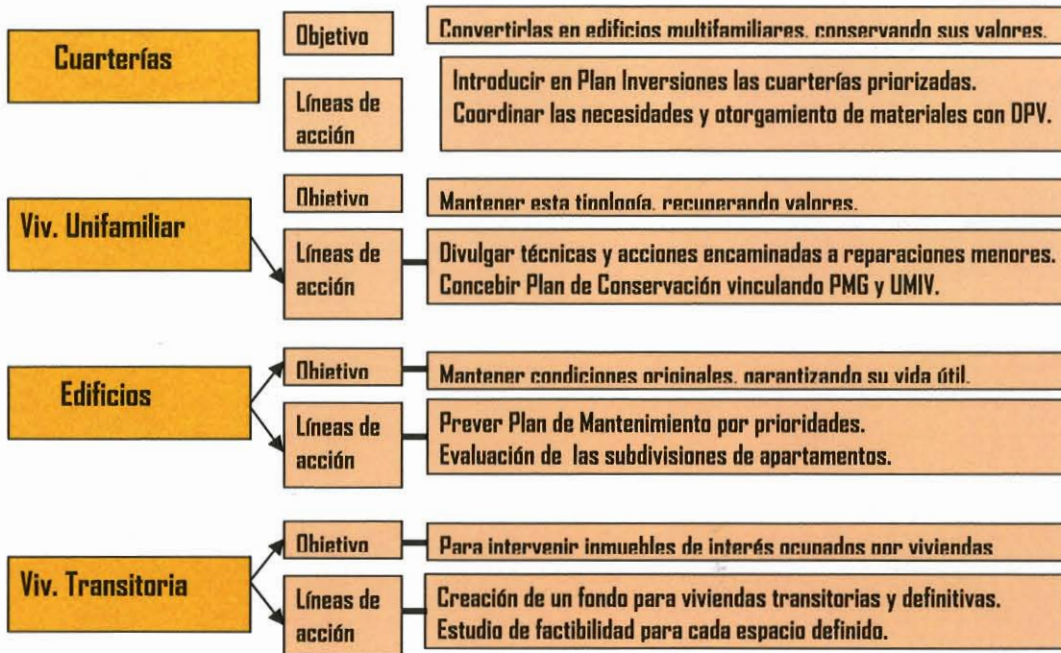 Cuarterías
Objetivo
Convertirlas en edificios multifamiliares, conservando sus valores.
Líneas de
acción
Introducir en Plan Inversiones las cuarterías priorizadas.
Coordinar las necesidades y otorgamiento de materiales con DPV.
Viv. Unifamiliar
Objetivo
Mantener esta tipología, recuperando valores.
Líneas de
acción
Divulgar técnicas y acciones encaminadas a reparaciones menores.
Concebir Plan de Conservación vinculando PMG y UMIV.
Edificios
Objetivo
Mantener condiciones originales, garantizando su vida útil.
Líneas de
acción
Prever Plan de Mantenimiento por prioridades.
Evaluación de las subdivisiones de apartamentos.
Viv. Transitoria
Objetivo
Para intervenir inmuebles de interés ocupados por viviendas
Líneas de
acción
Creación de un fondo para viviendas transitorias y definitivas.
Estudio de factibilidad para cada espacio definido.